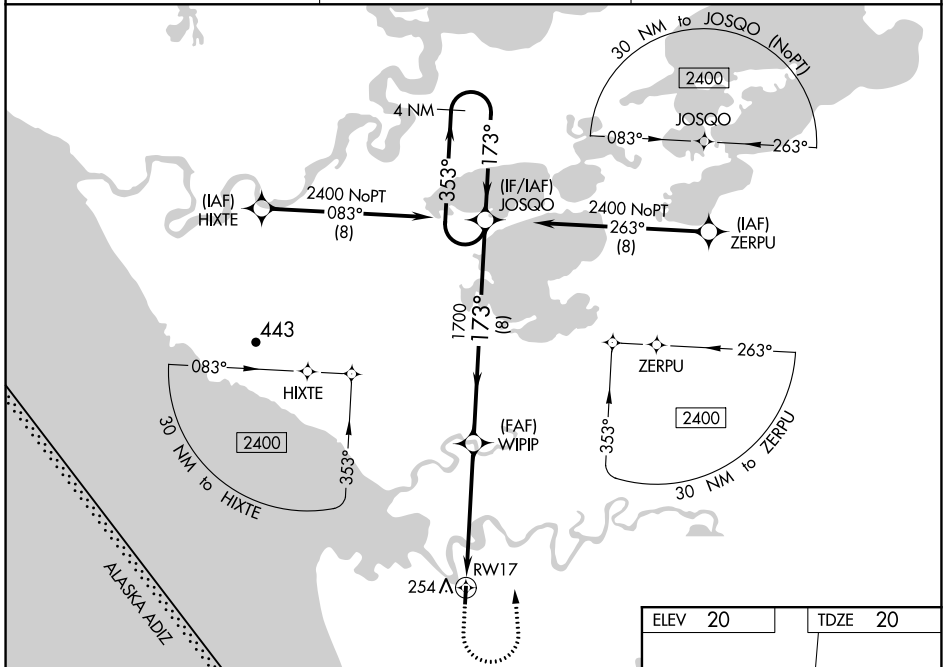 30 NM to JOSQO (NoPT)
2400
JOSQO
083°
263°
4 NM
353°
173°
(IF/IAF)
JOSQO
(IAF)
HIXTE
2400 NoPT
083°
(8)
2400 NoPT
263°
(8)
(IAF)
ZERPU
1700
173°
(8)
443
083°
HIXTE
2400
353°
30 NM to HIXTE
263°
ZERPU
2400
353°
30 NM to ZERPU
(FAF)
WIPIP
RW17
254
ALASKA ADIZ
ELEV 20
TDZE 20